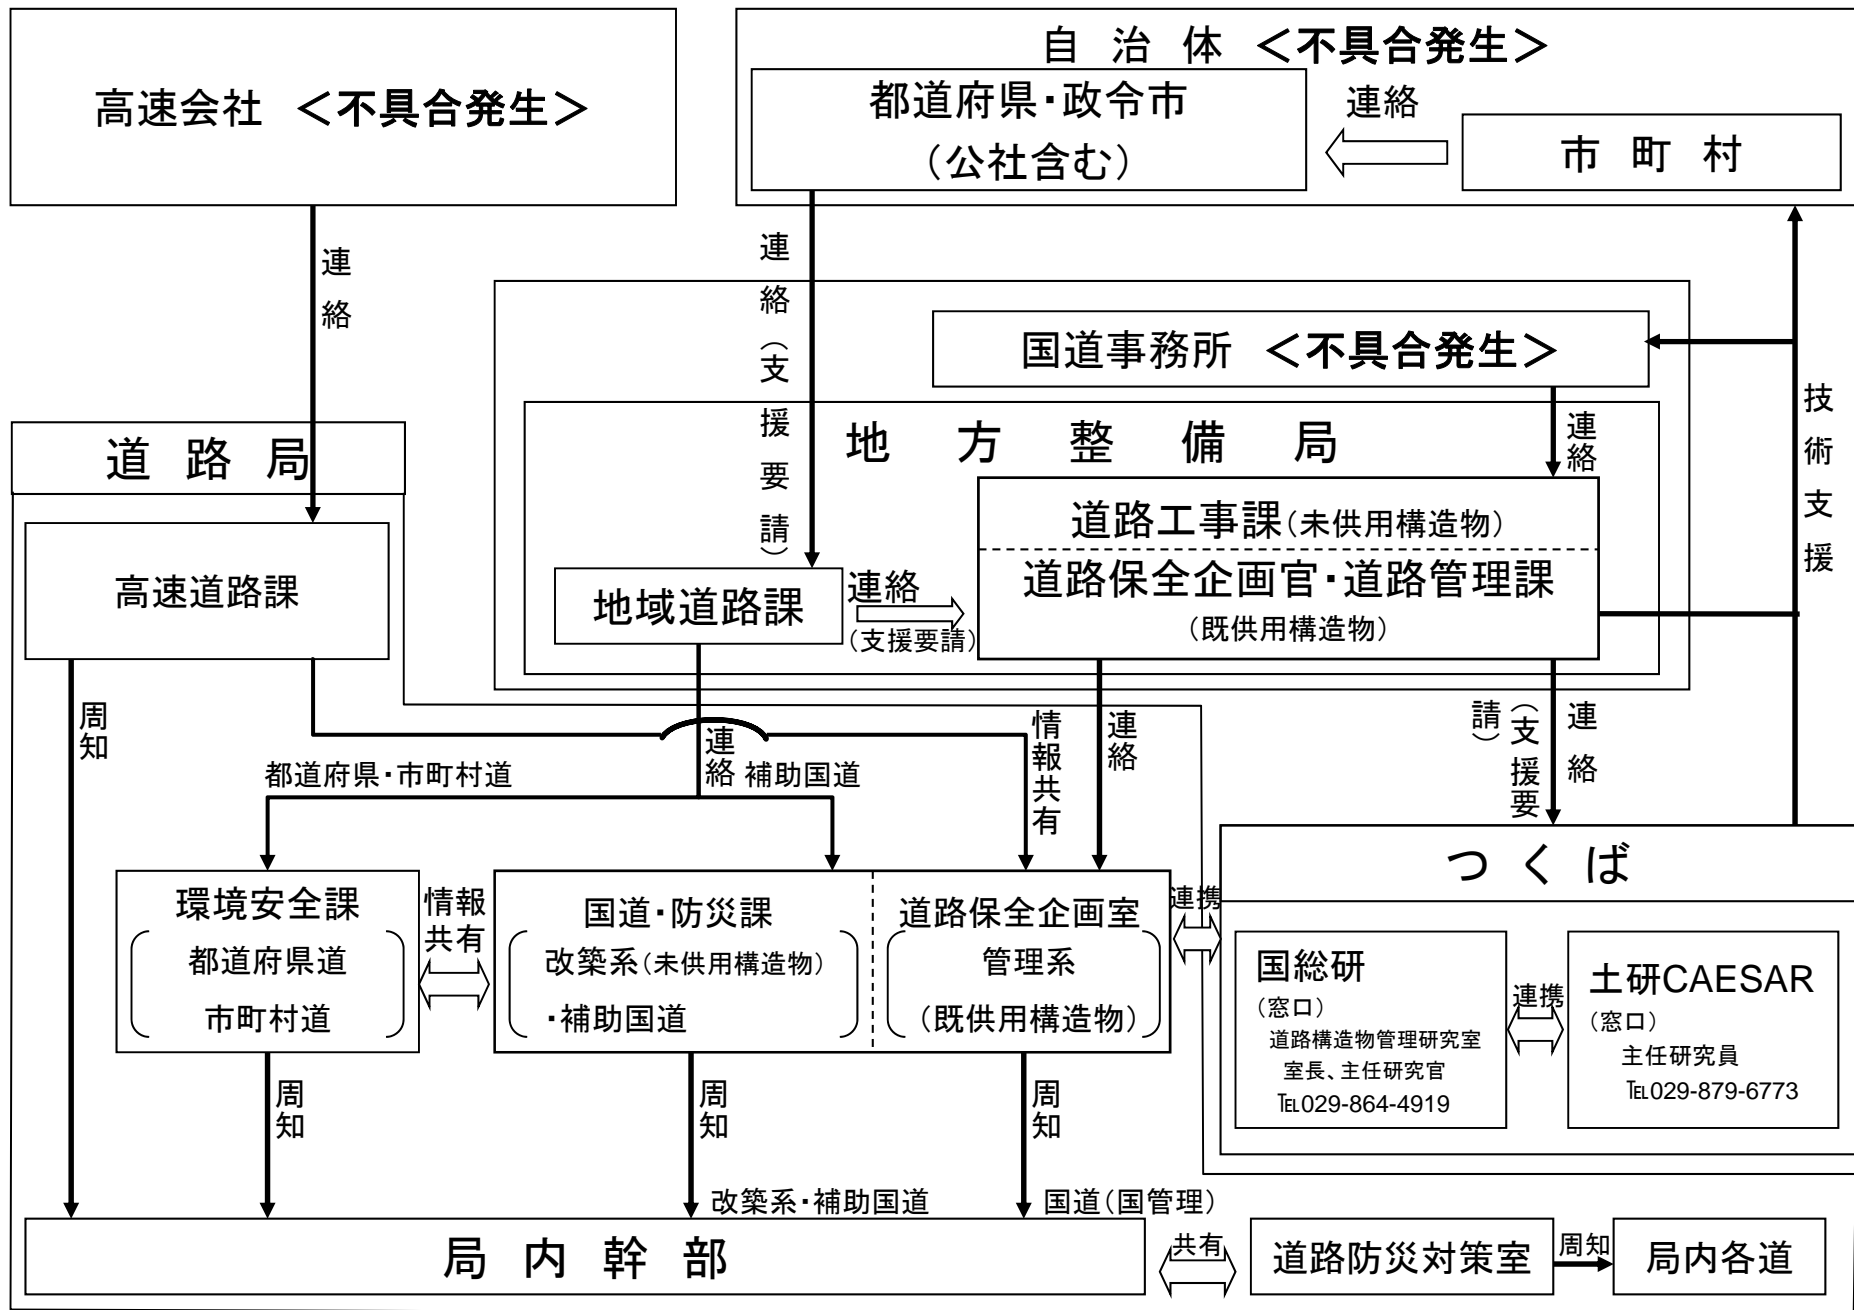 高速会社 <不具合発生>
自治体 <不具合発生>
都道府県・政令市
（公社含む）
連絡
市町村
連絡
連絡（支援要請）
国道事務所 <不具合発生>
連絡
技術支援
道路局
地方整備局
道路工事課（未供用構造物）
道路保全企画官・道路管理課
（既供用構造物）
高速道路課
地域道路課
連絡
（支援要請）
周知
連絡
情報共有
連絡
連絡
（支援要請）
都道府県・市町村道
補助国道
つくば
環境安全課
都道府県道
市町村道
情報
共有
国道・防災課
改築系（未供用構造物）
・補助国道
道路保全企画室
管理系
（既供用構造物）
連携
国総研
（窓口）
道路構造物管理研究室
室長、主任研究官
℡029-864-4919
連携
土研CAESAR
（窓口）
主任研究員
℡029-879-6773
周知
周知
周知
改築系・補助国道
国道（国管理）
局内幹部
共有
道路防災対策室
周知
局内各道